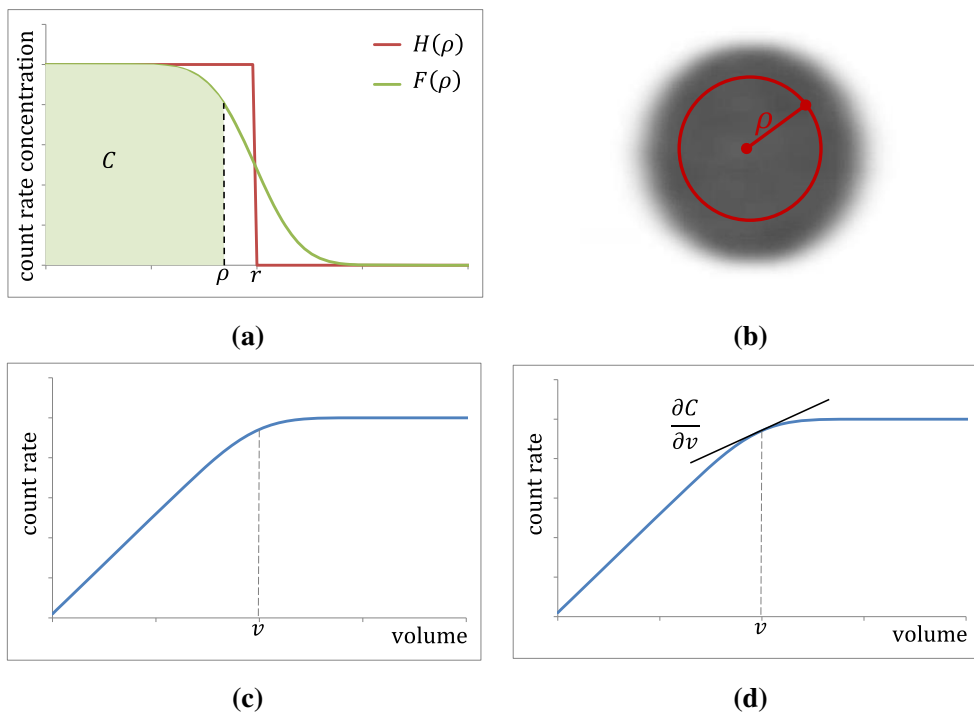 count rate concentration
H(ρ)
F(ρ)
C
ρ
r
(a)
ρ
(b)
count rate
v
volume
(c)
count rate
∂C
∂v
v
volume
(d)